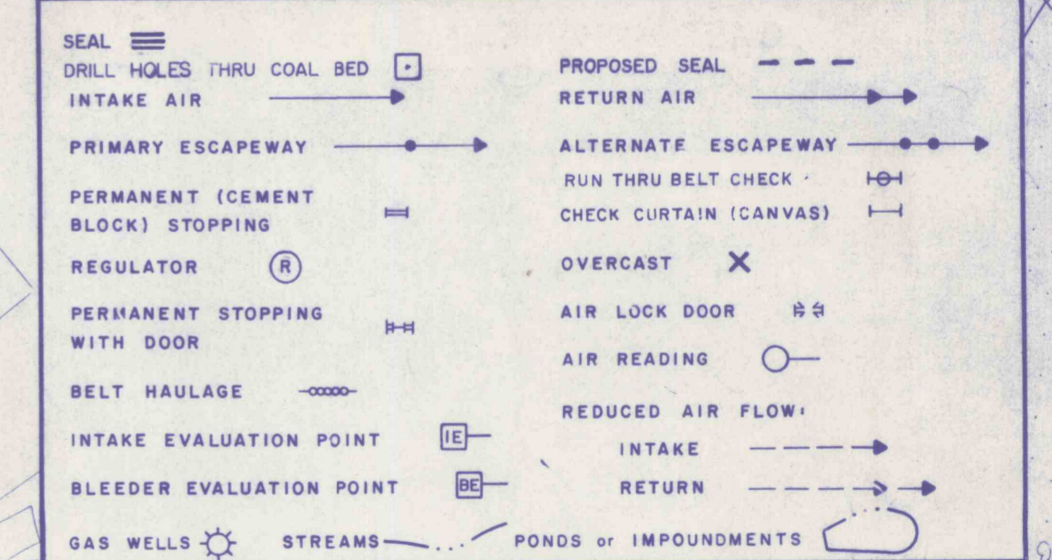 SEAL
DRILL HOLES THRU COAL BED
INTAKE AIR
PRIMARY ESCAPEWAY
PERMANENT (CEMENT
BLOCK) STOPPING
REGULATOR R
PERMANENT STOPPING
WITH DOOR
BELT HAULAGE
INTAKE EVALUATION POINT IE
BLEEDER EVALUATION POINT BE
PROPOSED SEAL
RETURN AIR
ALTERNATE ESCAPEWAY
RUN THRU BELT CHECK
CHECK CURTAIN (CANVAS)
OVERCAST
AIR LOCK DOOR
AIR READING
REDUCED AIR FLOW:
INTAKE
RETURN
GAS WELLS STREAMS PONDS or IMPOUNDMENTS